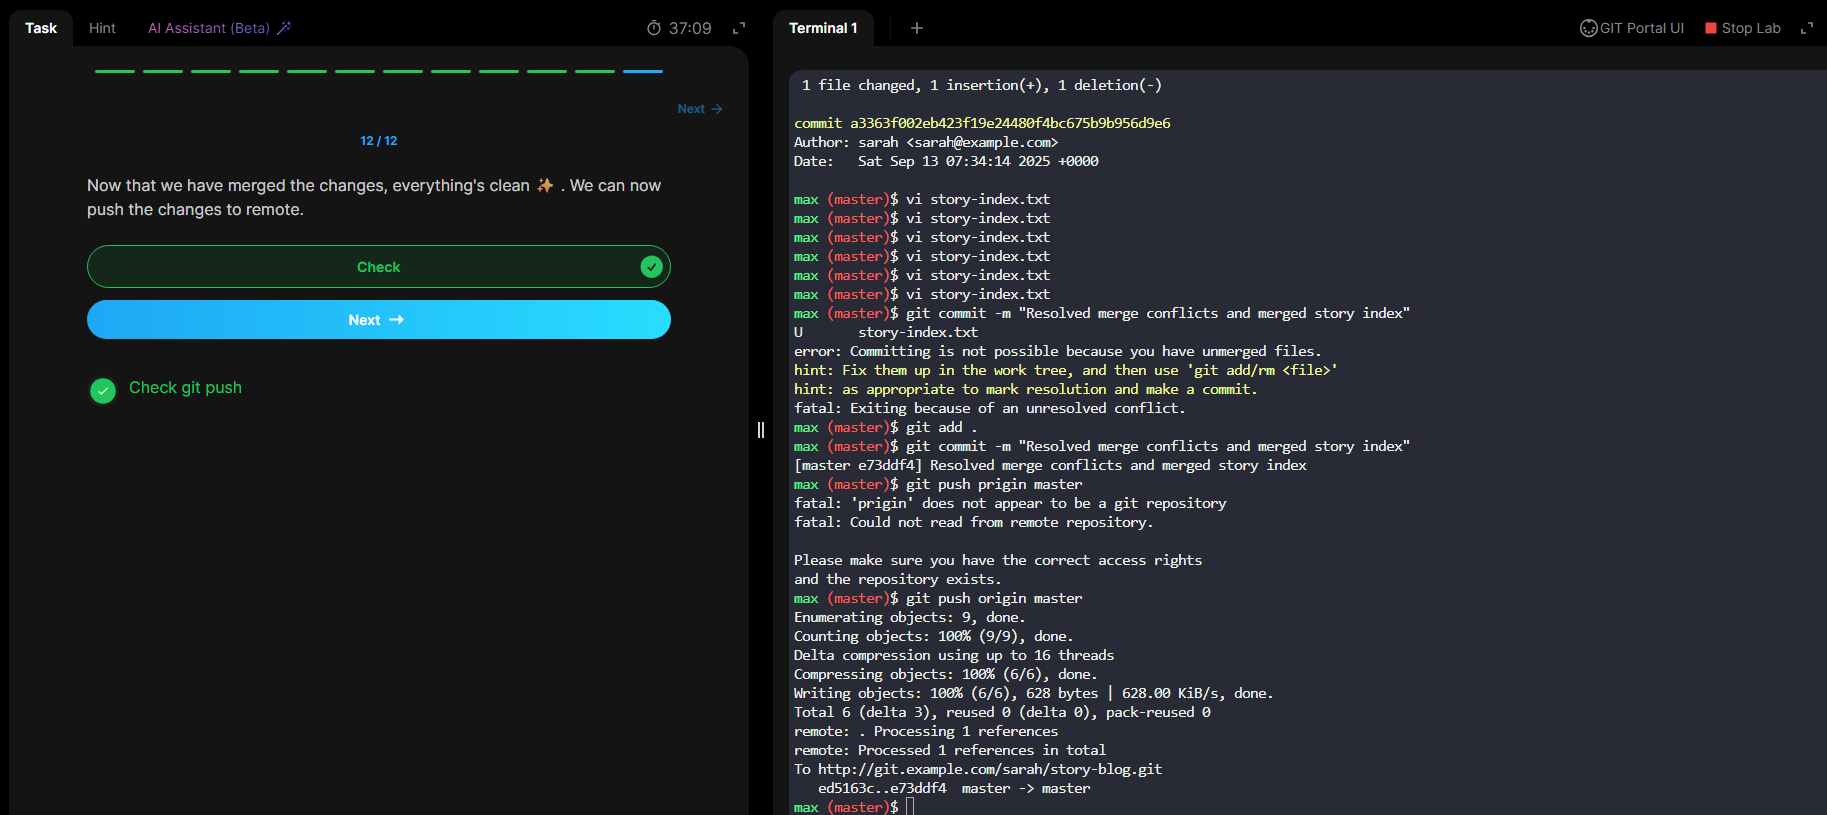 Task
Hint
AI Assistant (Beta)
37:09
Next →
12 / 12
Now that we have merged the changes, everything's clean ✨ . We can now
push the changes to remote.
Check
Next →
Check git push
Terminal 1
+
GIT Portal UI
Stop Lab
1 file changed, 1 insertion(+), 1 deletion(-)
commit a3363f002eb423f19e24480f4bc675b9b956d9e6
Author: sarah <sarah@example.com>
Date:   Sat Sep 13 07:34:14 2025 +0000
max (master)$ vi story-index.txt
max (master)$ vi story-index.txt
max (master)$ vi story-index.txt
max (master)$ vi story-index.txt
max (master)$ vi story-index.txt
max (master)$ vi story-index.txt
max (master)$ git commit -m "Resolved merge conflicts and merged story index"
U       story-index.txt
error: Committing is not possible because you have unmerged files.
hint: Fix them up in the work tree, and then use 'git add/rm <file>'
hint: as appropriate to mark resolution and make a commit.
fatal: Exiting because of an unresolved conflict.
max (master)$ git add .
max (master)$ git commit -m "Resolved merge conflicts and merged story index"
[master e73ddf4] Resolved merge conflicts and merged story index
max (master)$ git push prigin master
fatal: 'prigin' does not appear to be a git repository
fatal: Could not read from remote repository.
Please make sure you have the correct access rights
and the repository exists.
max (master)$ git push origin master
Enumerating objects: 9, done.
Counting objects: 100% (9/9), done.
Delta compression using up to 16 threads
Compressing objects: 100% (6/6), done.
Writing objects: 100% (6/6), 628 bytes | 628.00 KiB/s, done.
Total 6 (delta 3), reused 0 (delta 0), pack-reused 0
remote: . Processing 1 references
remote: Processed 1 references in total
To http://git.example.com/sarah/story-blog.git
   ed5163c..e73ddf4  master -> master
max (master)$